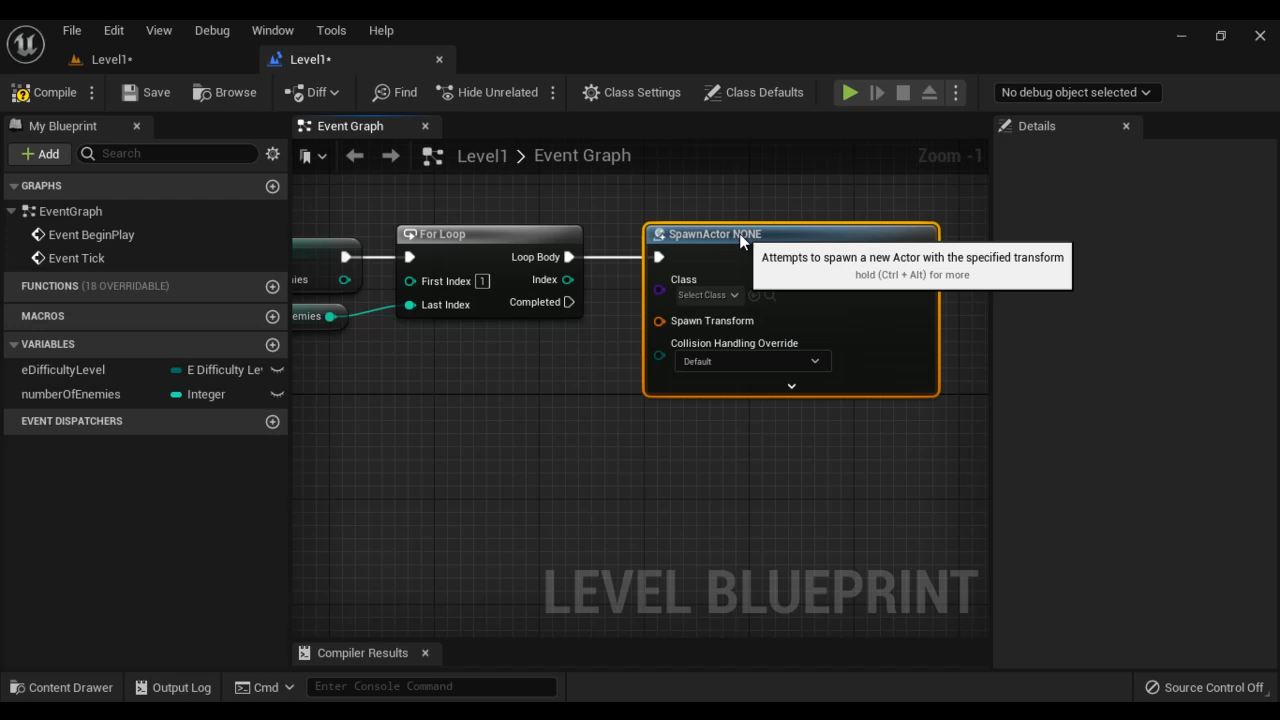 File Edit View Debug Window Tools Help
Level1* Level1*
Compile Save Browse Diff Find Hide Unrelated Class Settings Class Defaults No debug object selected
My Blueprint Event Graph Details
Add Search Level1 > Event Graph Zoom -1
GRAPHS
EventGraph
Event BeginPlay
Event Tick
FUNCTIONS (18 OVERRIDABLE)
MACROS
VARIABLES
eDifficultyLevel E Difficulty Le
numberOfEnemies Integer
EVENT DISPATCHERS
ies
emies
For Loop
Loop Body
First Index 1 Index
Last Index Completed
SpawnActor NONE
Class
Select Class
Spawn Transform
Collision Handling Override
Default
Attempts to spawn a new Actor with the specified transform
hold (Ctrl + Alt) for more
LEVEL BLUEPRINT
Compiler Results
Content Drawer Output Log Cmd Enter Console Command Source Control Off